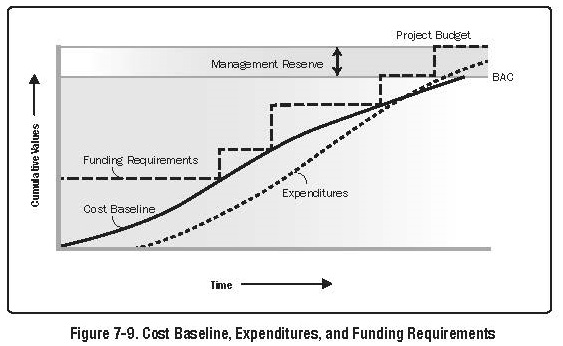 Project Budget
Management Reserve
BAC
Cumulative Values
Funding Requirements
Expenditures
Cost Baseline
Time
Figure 7-9. Cost Baseline, Expenditures, and Funding Requirements